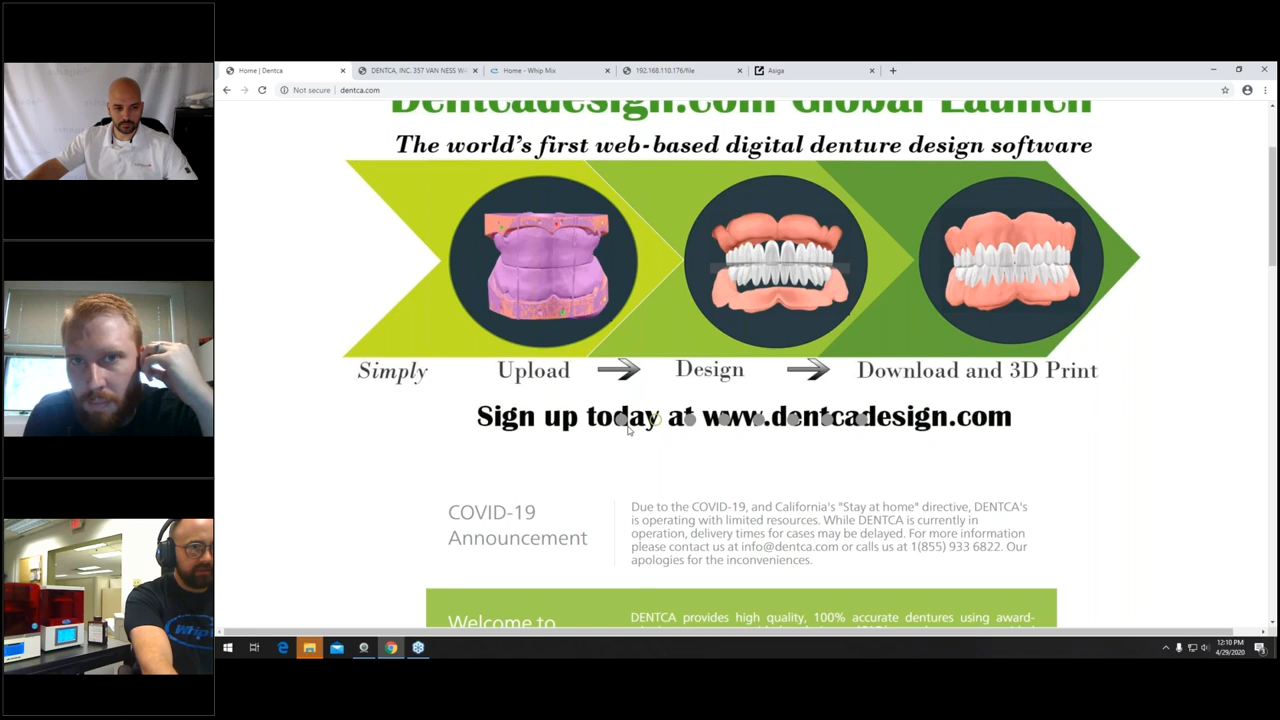 Home | Dentca
DENTCA, INC. 357 VAN NESS W
Home - Whip Mix
192.168.110.176/file
Asiga
Not secure
dentca.com
Dentcadesign.com Global Launch
The world's first web-based digital denture design software
Simply
Upload
Design
Download and 3D Print
Sign up today at www.dentcadesign.com
COVID-19
Announcement
Due to the COVID-19, and California's "Stay at home" directive, DENTCA's
is operating with limited resources. While DENTCA is currently in
operation, delivery times for cases may be delayed. For more information
please contact us at info@dentca.com or calls us at 1(855) 933 6822. Our
apologies for the inconveniences.
Welcome to
DENTCA provides high quality, 100% accurate dentures using award-
12:10 PM
4/29/2020